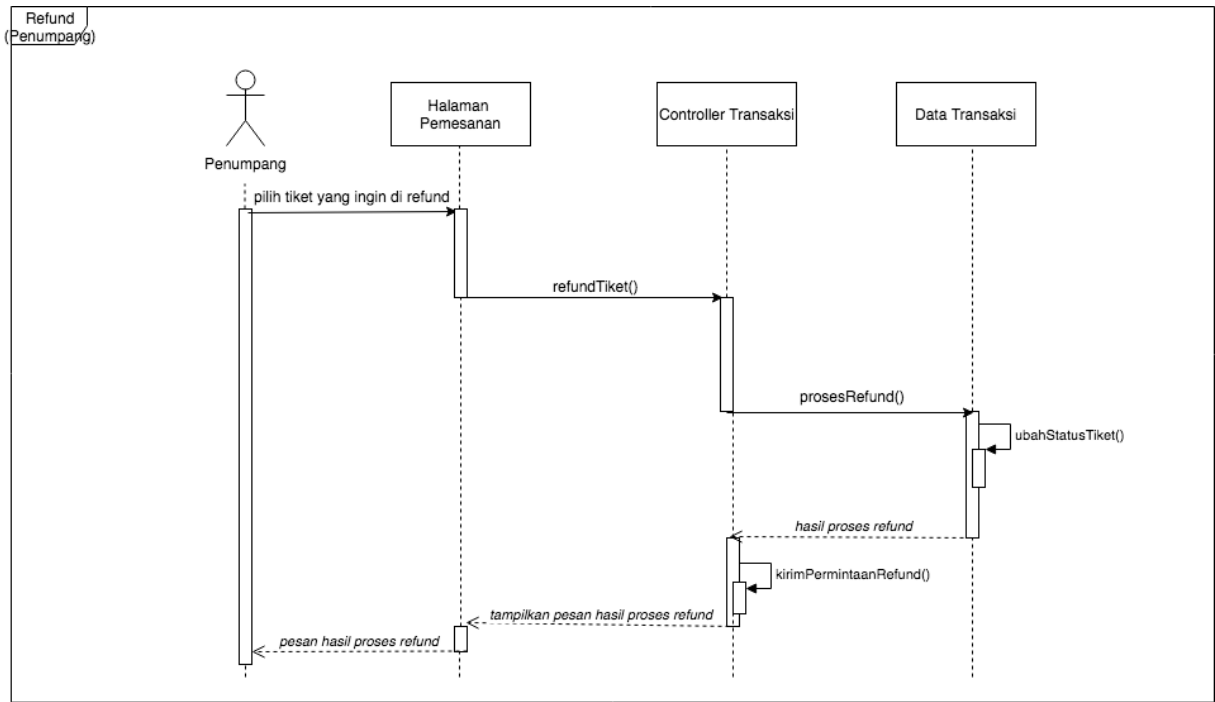 Refund
(Penumpang)
Halaman
Pemesanan
Controller Transaksi
Data Transaksi
Penumpang
pilih tiket yang ingin di refund
refundTiket()
prosesRefund()
ubahStatusTiket()
hasil proses refund
kirimPermintaanRefund()
tampilkan pesan hasil proses refund
pesan hasil proses refund